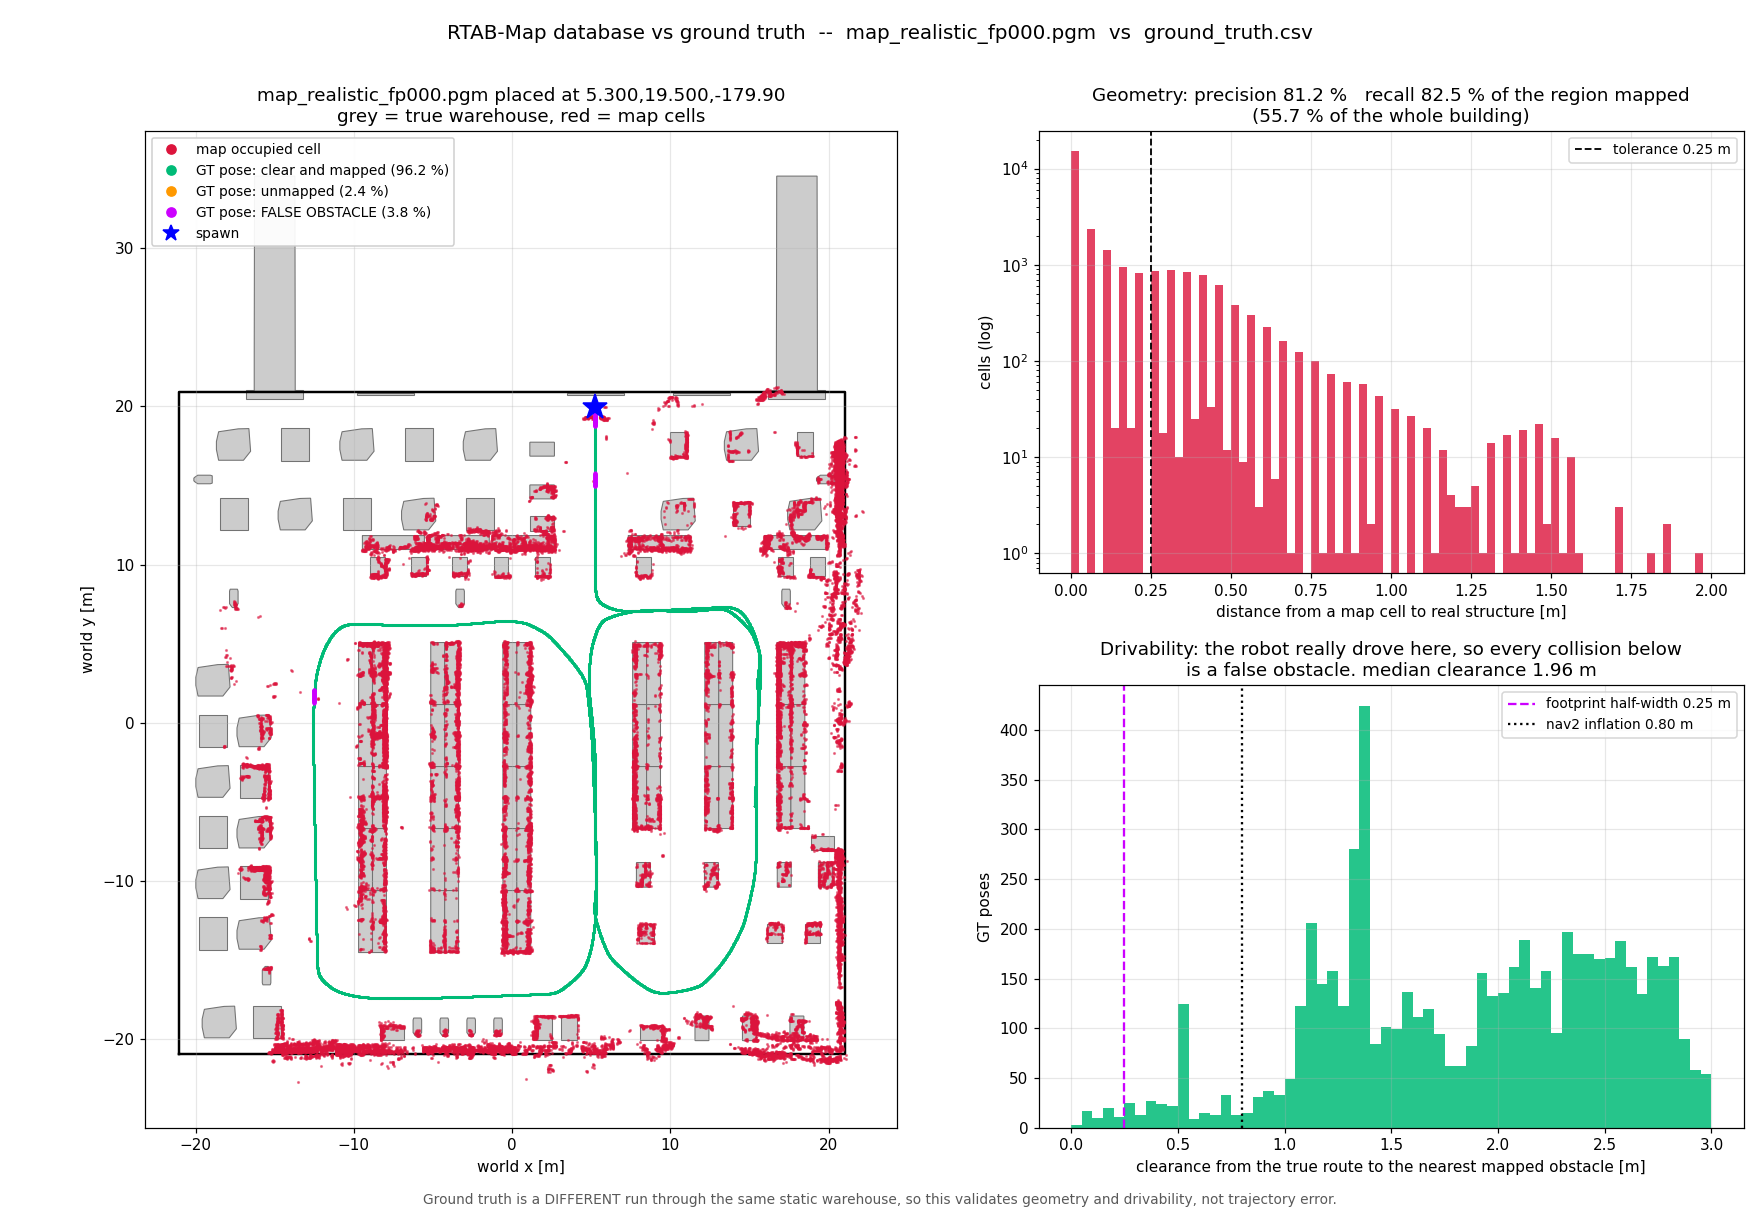 RTAB-Map database vs ground truth  --  map_realistic_fp000.pgm  vs  ground_truth.csv
map_realistic_fp000.pgm placed at 5.300,19.500,-179.90
grey = true warehouse, red = map cells
map occupied cell
GT pose: clear and mapped (96.2 %)
GT pose: unmapped (2.4 %)
GT pose: FALSE OBSTACLE (3.8 %)
spawn
30
20
10
0
−10
−20
world y [m]
−20
−10
0
10
20
world x [m]
Geometry: precision 81.2 %   recall 82.5 % of the region mapped
(55.7 % of the whole building)
tolerance 0.25 m
10⁴
10³
10²
10¹
10⁰
cells (log)
0.00
0.25
0.50
0.75
1.00
1.25
1.50
1.75
2.00
distance from a map cell to real structure [m]
Drivability: the robot really drove here, so every collision below
is a false obstacle. median clearance 1.96 m
footprint half-width 0.25 m
nav2 inflation 0.80 m
400
350
300
250
200
150
100
50
0
GT poses
0.0
0.5
1.0
1.5
2.0
2.5
3.0
clearance from the true route to the nearest mapped obstacle [m]
Ground truth is a DIFFERENT run through the same static warehouse, so this validates geometry and drivability, not trajectory error.